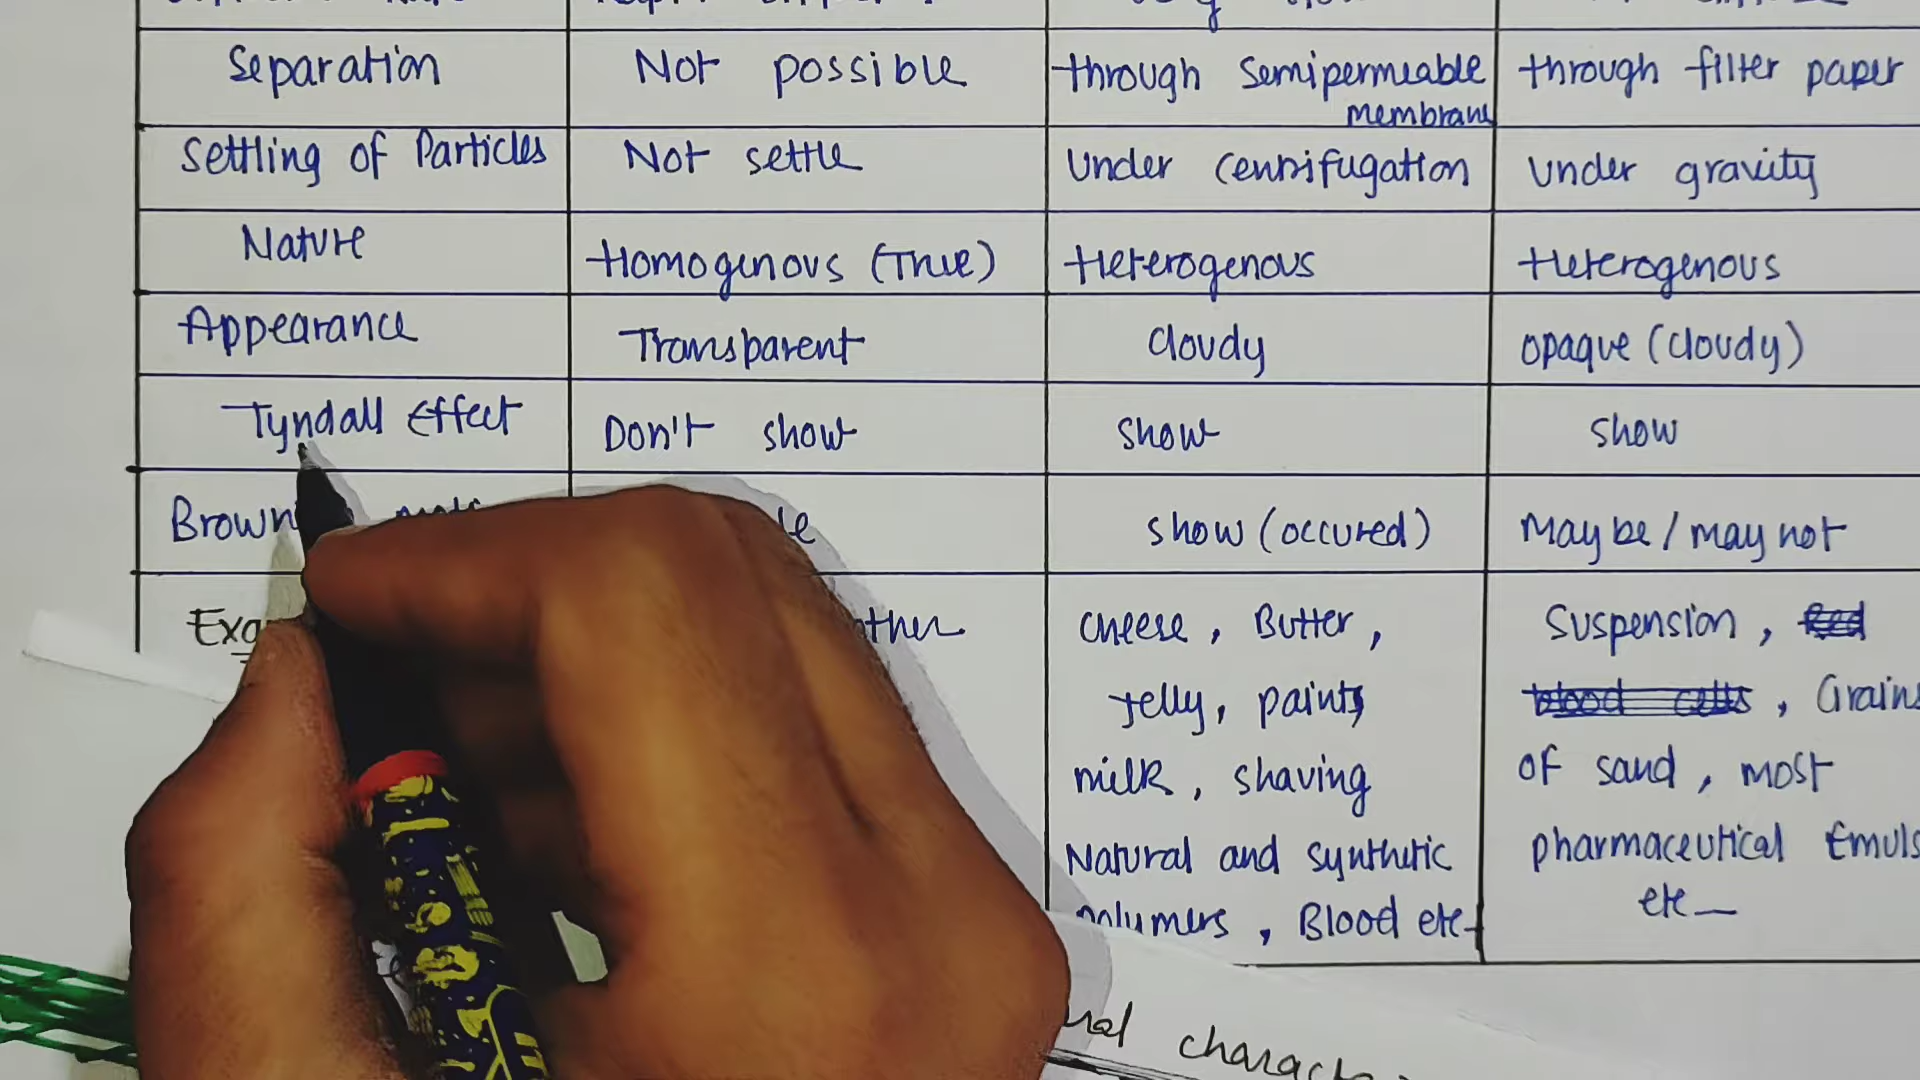 Separation Not possible through semipermeable through filter paper
membrane
Settling of Particles Not settle Under centrifugation Under gravity
Nature Homogenous (True) Heterogenous Heterogenous
Appearance Transparent Cloudy opaque (cloudy)
Tyndall Effect Don't show show show
show (occured) May be / may not
cheese , Butter , Suspension ,
Jelly, paints , Grains
milk , shaving of sand , most
Natural and synthetic pharmaceutical
polymers , Blood etc etc